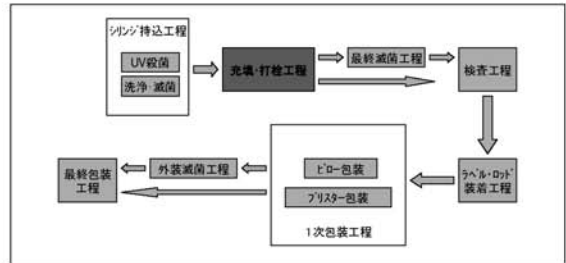 シリンジ持込工程
UV殺菌
洗浄・滅菌
充填・打栓工程
最終滅菌工程
検査工程
ラベル・ロッド
装着工程
ピロー包装
ブリスター包装
1次包装工程
外装滅菌工程
最終包装
工程